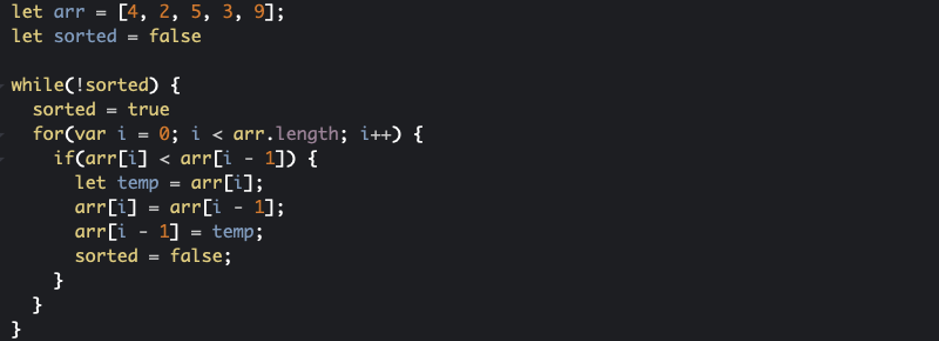 let arr = [4, 2, 5, 3, 9];
let sorted = false

while(!sorted) {
  sorted = true
  for(var i = 0; i < arr.length; i++) {
    if(arr[i] < arr[i - 1]) {
      let temp = arr[i];
      arr[i] = arr[i - 1];
      arr[i - 1] = temp;
      sorted = false;
    }
  }
}